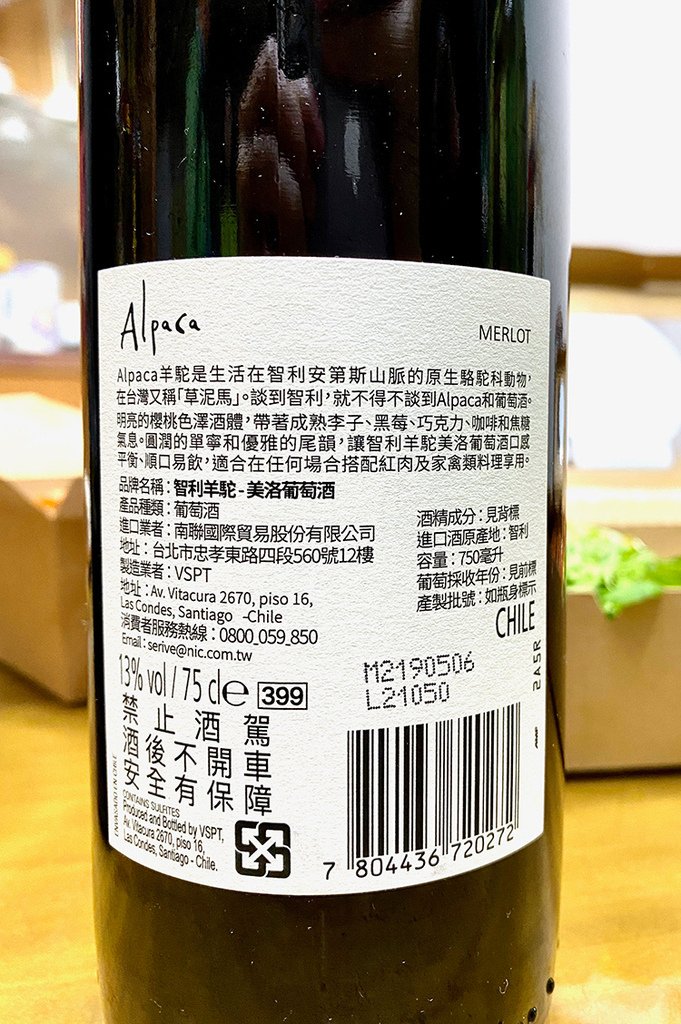 Alpaca
MERLOT
Alpaca羊駝是生活在智利安第斯山脈的原生駱駝科動物,
在台灣又稱「草泥馬」。談到智利,就不得不談到Alpaca和葡萄酒。
明亮的櫻桃色澤酒體,帶著成熟李子、黑莓、巧克力、咖啡和焦糖
氣息。圓潤的單寧和優雅的尾韻,讓智利羊駝美洛葡萄酒口感
平衡、順口易飲,適合在任何場合搭配紅肉及家禽類料理享用。
品牌名稱:智利羊駝-美洛葡萄酒
產品種類:葡萄酒
進口業者:南聯國際貿易股份有限公司
地址:台北市忠孝東路四段560號12樓
製造業者:VSPT
地址:Av. Vitacura 2670, piso 16,
Las Condes, Santiago -Chile
消費者服務熱線:0800_059_850
Email:serive@nic.com.tw
酒精成分:見背標
進口酒原產地:智利
容量:750毫升
葡萄採收年份:見前標
產製批號:如瓶身標示
CHILE
13% vol / 75 cl e 399
M2190506
L21050
2A5R
禁止酒駕
酒後不開車
安全有保障
CONTAINS SULFITES
Produced and Bottled by VSPT,
Av. Vitacura 2670, piso 16,
Las Condes, Santiago - Chile.
7 804436 720272